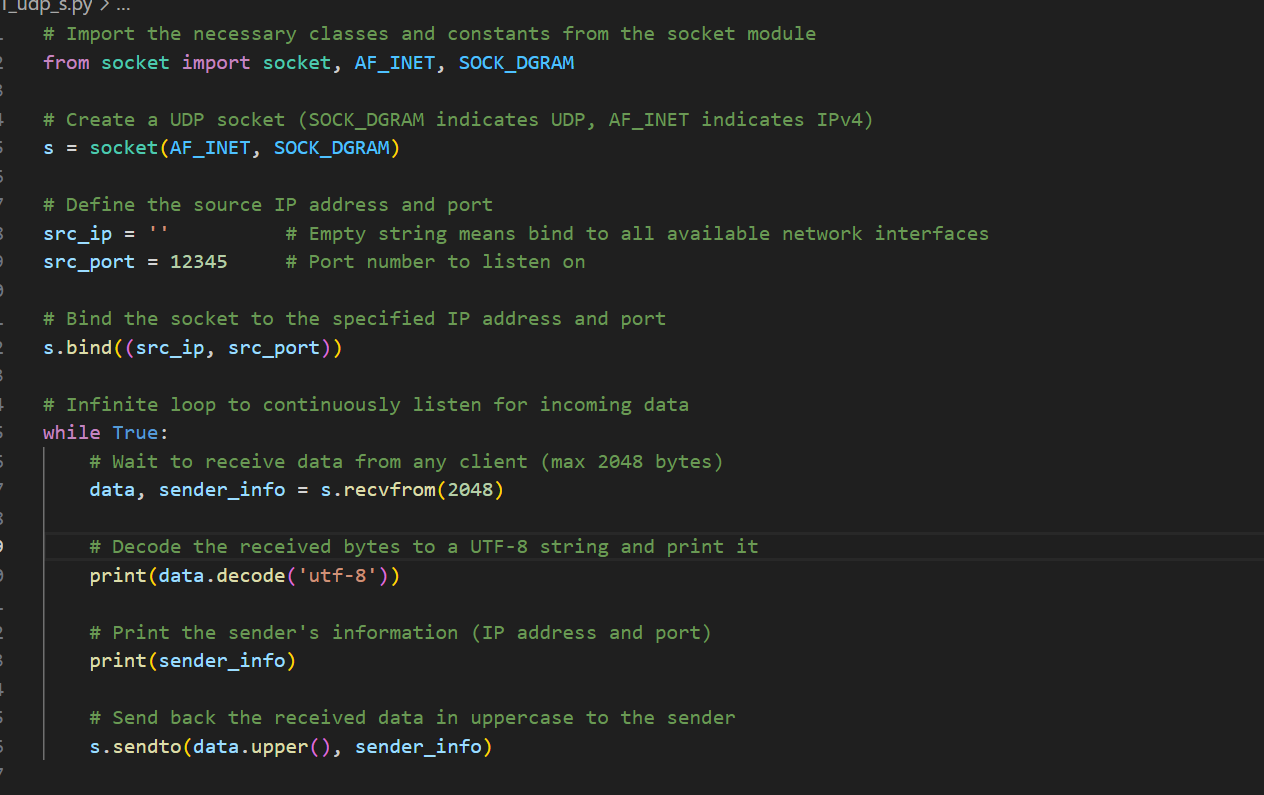 1_udp_s.py > ...
# Import the necessary classes and constants from the socket module
from socket import socket, AF_INET, SOCK_DGRAM
# Create a UDP socket (SOCK_DGRAM indicates UDP, AF_INET indicates IPv4)
s = socket(AF_INET, SOCK_DGRAM)
# Define the source IP address and port
src_ip = ''          # Empty string means bind to all available network interfaces
src_port = 12345     # Port number to listen on
# Bind the socket to the specified IP address and port
s.bind((src_ip, src_port))
# Infinite loop to continuously listen for incoming data
while True:
    # Wait to receive data from any client (max 2048 bytes)
    data, sender_info = s.recvfrom(2048)
    # Decode the received bytes to a UTF-8 string and print it
    print(data.decode('utf-8'))
    # Print the sender's information (IP address and port)
    print(sender_info)
    # Send back the received data in uppercase to the sender
    s.sendto(data.upper(), sender_info)